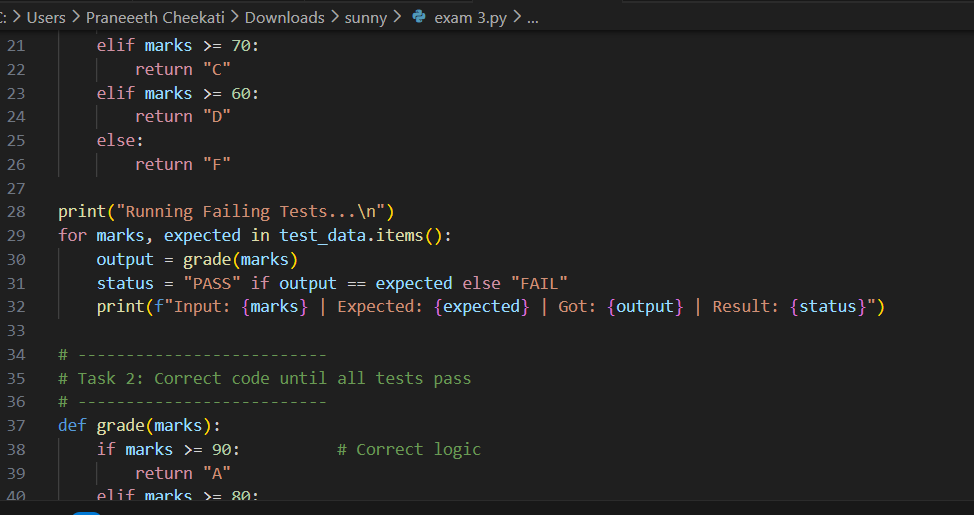 : > Users > Praneeeth Cheekati > Downloads > sunny > exam 3.py > ...
21 elif marks >= 70:
22 return "C"
23 elif marks >= 60:
24 return "D"
25 else:
26 return "F"
27
28 print("Running Failing Tests...\n")
29 for marks, expected in test_data.items():
30 output = grade(marks)
31 status = "PASS" if output == expected else "FAIL"
32 print(f"Input: {marks} | Expected: {expected} | Got: {output} | Result: {status}")
33
34 # --------------------------
35 # Task 2: Correct code until all tests pass
36 # --------------------------
37 def grade(marks):
38 if marks >= 90: # Correct logic
39 return "A"
40 elif marks >= 80: